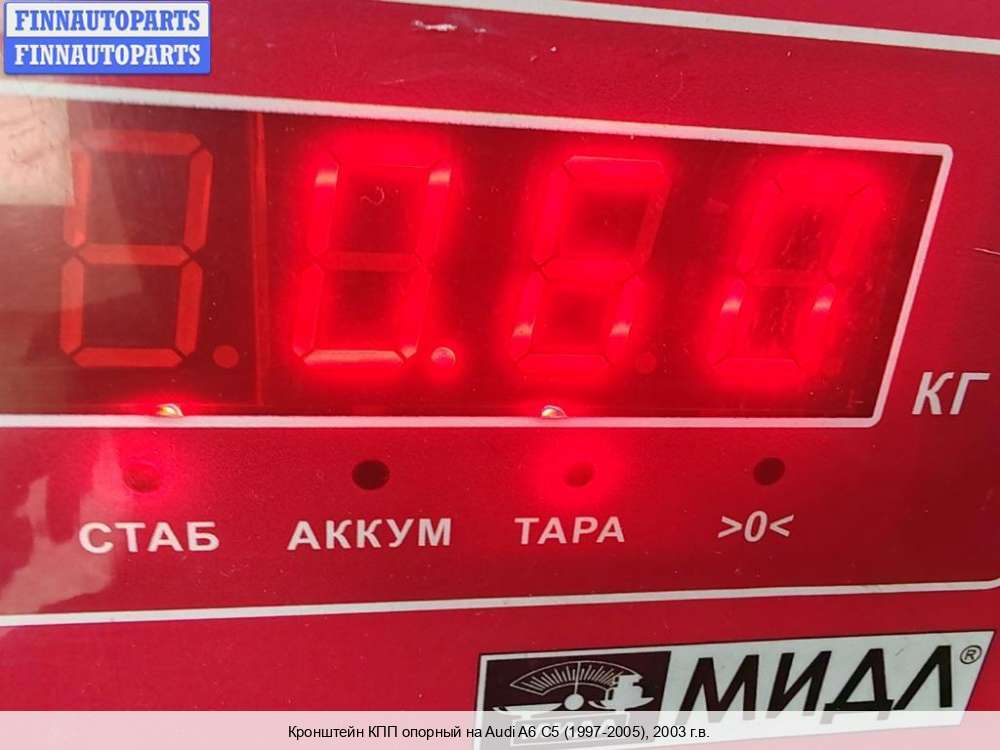 FINNAUTOPARTS
FINNAUTOPARTS
0.60
КГ
СТАБ АККУМ ТАРА >0<
МИДЛ®
Кронштейн КПП опорный на Audi A6 C5 (1997-2005), 2003 г.в.